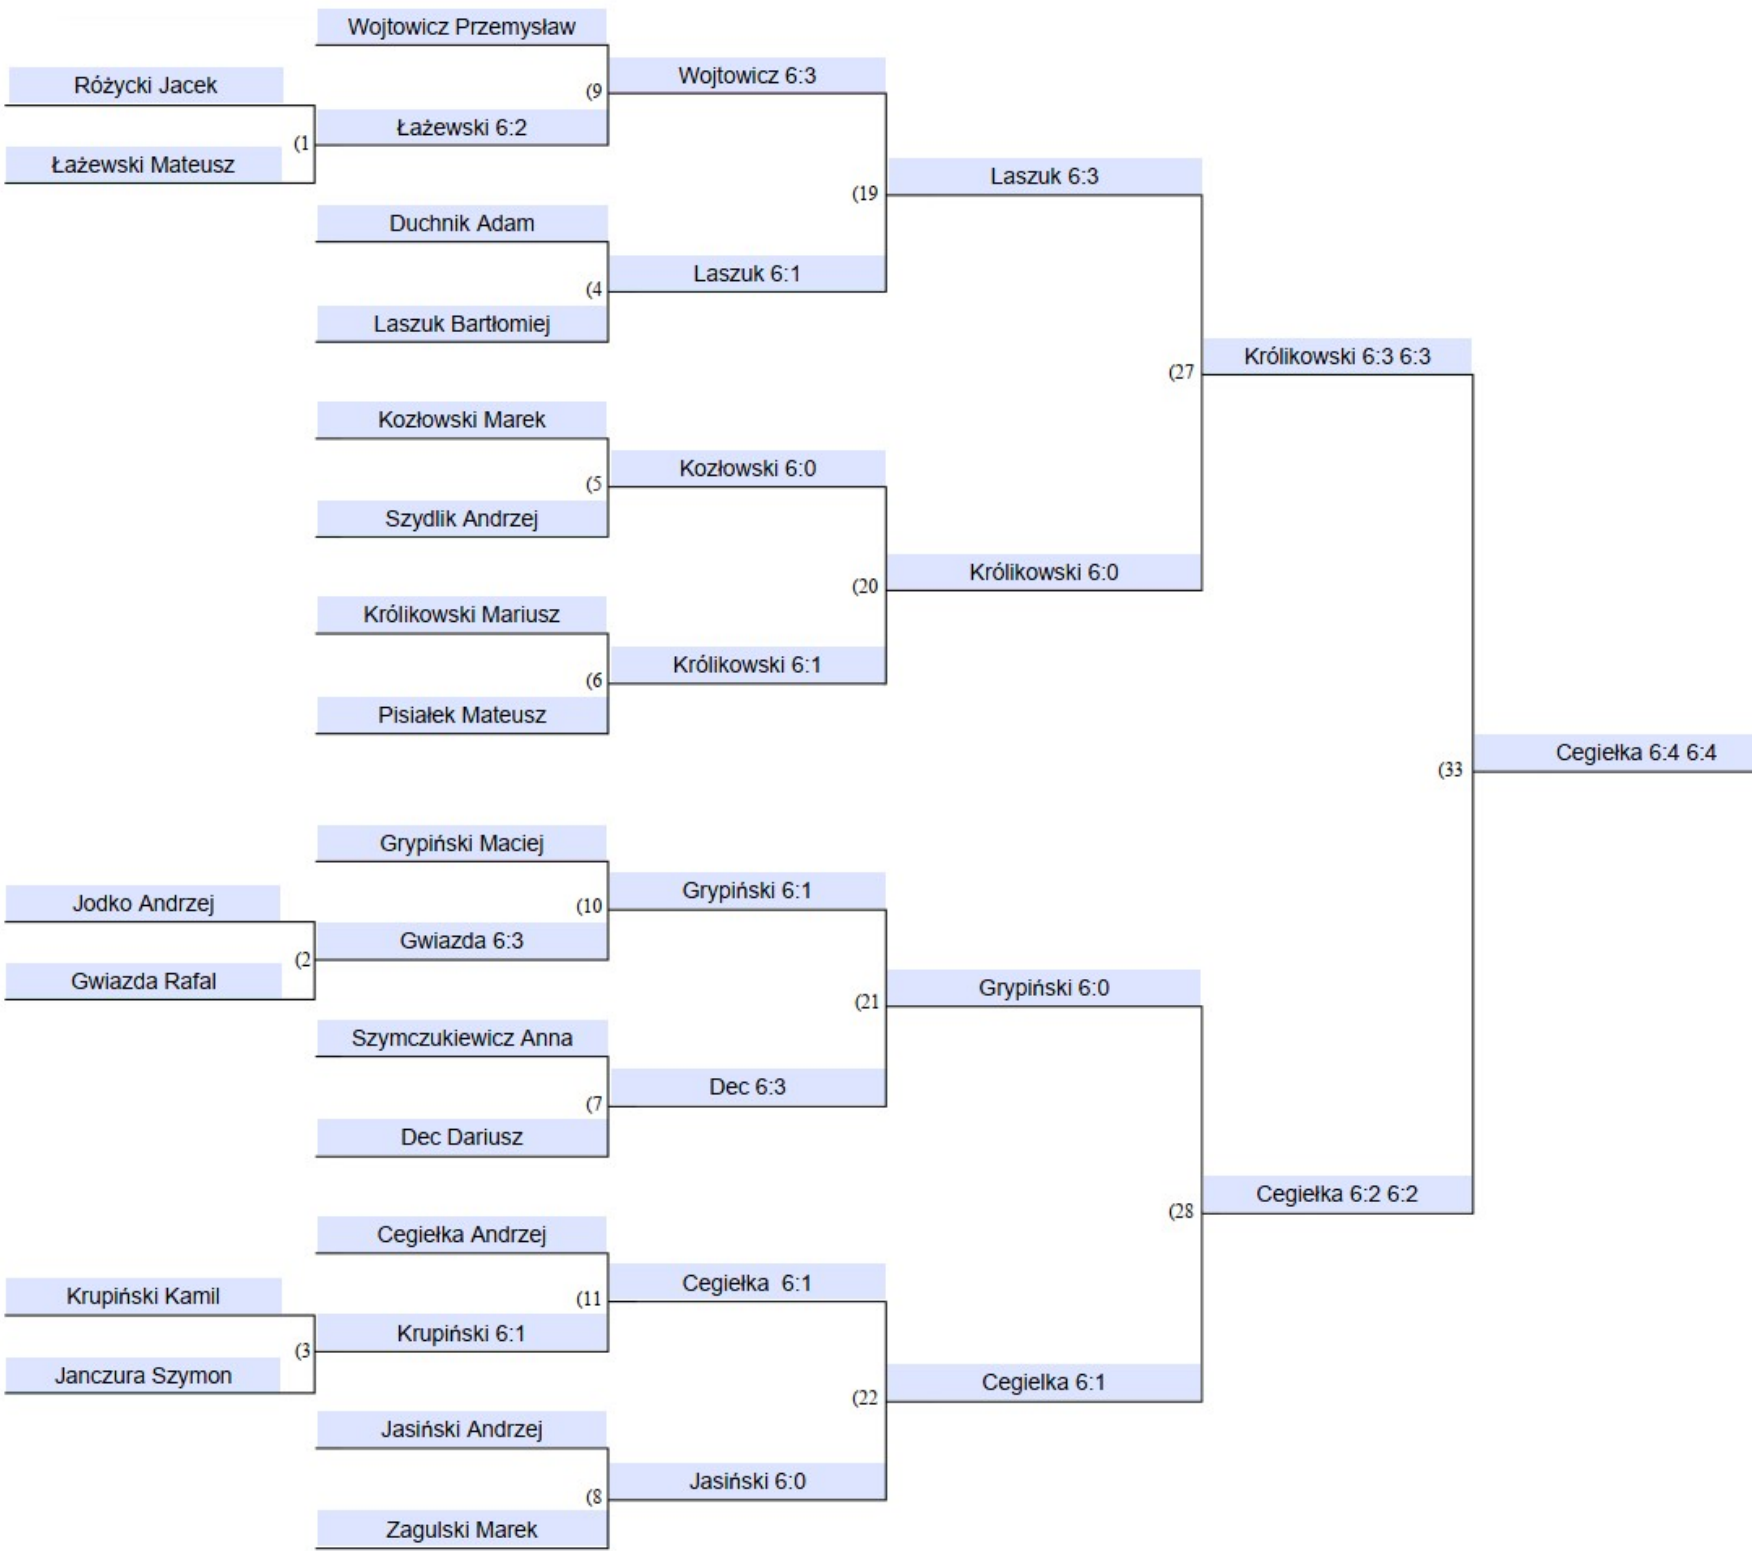 Wojtowicz Przemysław
Różycki Jacek
Wojtowicz 6:3
(9
Łażewski 6:2
(1
Łażewski Mateusz
Laszuk 6:3
(19
Duchnik Adam
Laszuk 6:1
(4
Laszuk Bartłomiej
Królikowski 6:3 6:3
(27
Kozłowski Marek
Kozłowski 6:0
(5
Szydlik Andrzej
Królikowski 6:0
(20
Królikowski Mariusz
Królikowski 6:1
(6
Pisiałek Mateusz
Cegiełka 6:4 6:4
(33
Grypiński Maciej
Jodko Andrzej
Grypiński 6:1
(10
Gwiazda 6:3
(2
Gwiazda Rafal
Grypiński 6:0
(21
Szymczukiewicz Anna
Dec 6:3
(7
Dec Dariusz
Cegiełka 6:2 6:2
(28
Cegiełka Andrzej
Krupiński Kamil
Cegiełka  6:1
(11
Krupiński 6:1
(3
Janczura Szymon
Cegielka 6:1
(22
Jasiński Andrzej
Jasiński 6:0
(8
Zagulski Marek